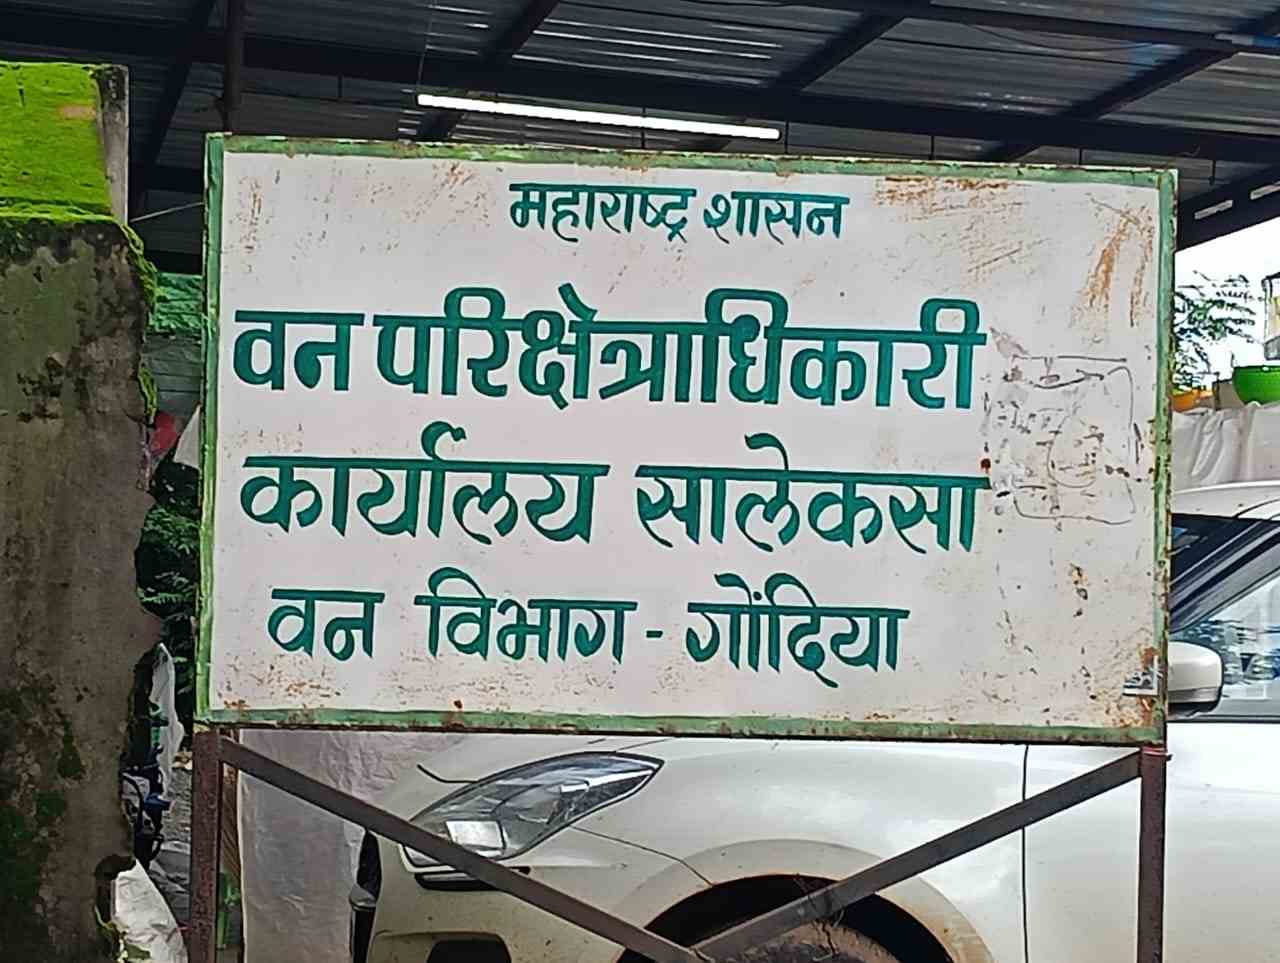 महाराष्ट्र शासन
वन परिक्षेत्राधिकारी
कार्यालय सालेकसा
वन विभाग - गोंदिया